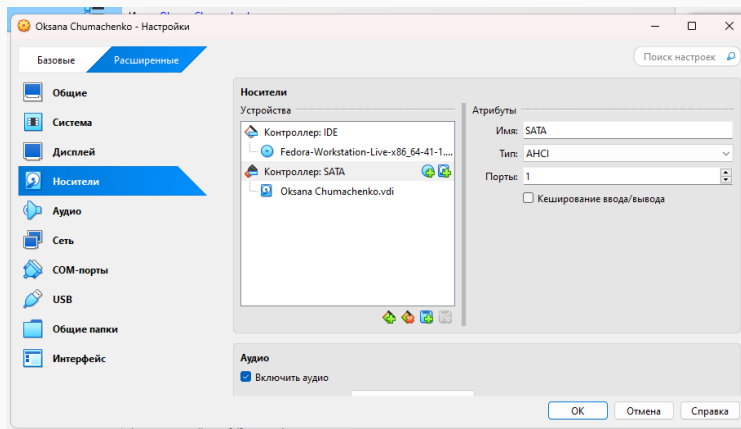 Oksana Chumachenko - Настройки
Базовые
Расширенные
Поиск настроек
Общие
Система
Дисплей
Носители
Аудио
Сеть
COM-порты
USB
Общие папки
Интерфейс
Носители
Устройства
Контроллер: IDE
Fedora-Workstation-Live-x86_64-41-1....
Контроллер: SATA
Oksana Chumachenko.vdi
Атрибуты
Имя: SATA
Тип: AHCI
Порты: 1
Кеширование ввода/вывода
Аудио
Включить аудио
OK
Отмена
Справка